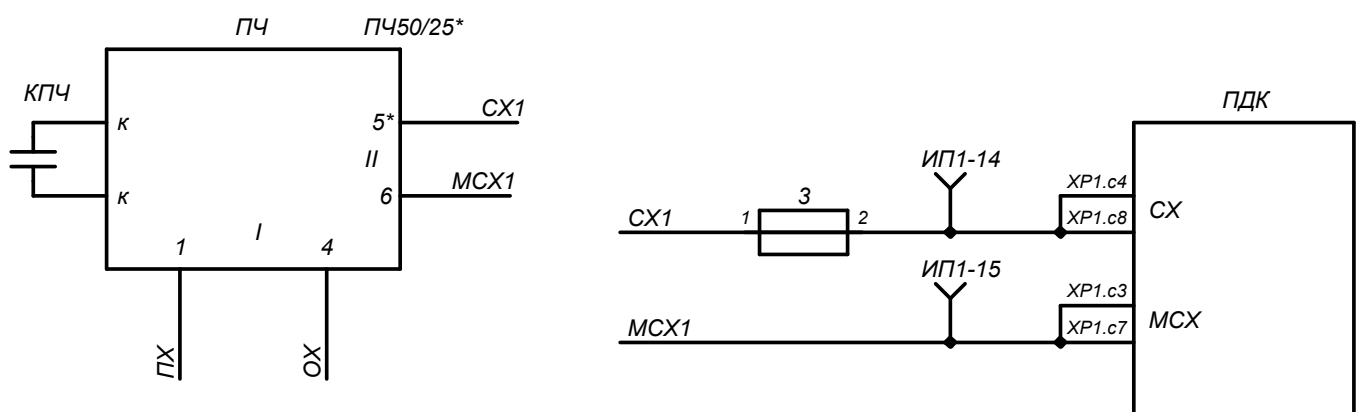 ПЧ ПЧ50/25*
КПЧ
к 5* СХ1
II
к 6 МСХ1
I
1 4
ПХ ОХ
ПДК
ИП1-14
3 ХР1.с4
СХ1 1 2 ХР1.с8 СХ
ИП1-15
ХР1.с3
МСХ1 ХР1.с7 МСХ